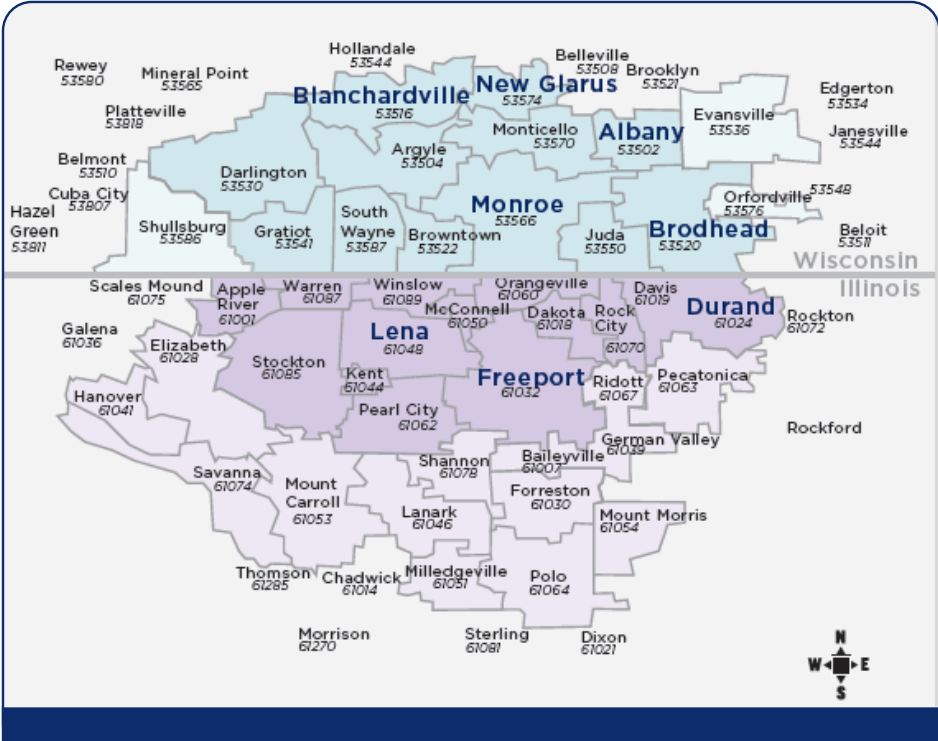 Hollandale
53544
Belleville
53508
Rewey
53580
Mineral Point
53565
Brooklyn
53521
Blanchardville
53516
New Glarus
53574
Edgerton
53534
Platteville
53818
Evansville
53536
Monticello
53570
Albany
53502
Janesville
53544
Argyle
53504
Belmont
53510
Darlington
53530
Cuba City
53807
Orfordville
53576
53548
Hazel
Green
53811
Shullsburg
53586
Gratiot
53541
South
Wayne
53587
Monroe
53566
Browntown
53522
Juda
53550
Brodhead
53520
Beloit
53511
Wisconsin
Illinois
Scales Mound
61075
Apple
River
61001
Warren
61087
Winslow
61089
Orangeville
61060
Davis
61019
McConnell
61050
Dakota
61018
Rock
City
61070
Durand
61024
Rockton
61072
Galena
61036
Elizabeth
61028
Lena
61048
Stockton
61085
Kent
61044
Freeport
61032
Ridott
61067
Pecatonica
61063
Hanover
61041
Pearl City
61062
Rockford
German Valley
61039
Shannon
61078
Baileyville
61007
Savanna
61074
Mount
Carroll
61053
Forreston
61030
Lanark
61046
Mount Morris
61054
Thomson
61285
Chadwick
61014
Milledgeville
61051
Polo
61064
Morrison
61270
Sterling
61081
Dixon
61021
N
W E
S